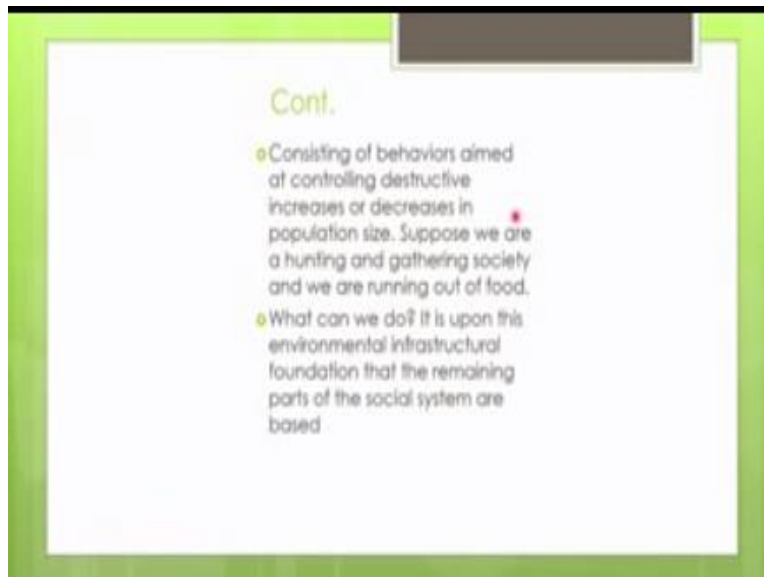 Cont.
Consisting of behaviors aimed
at controlling destructive
increases or decreases in
population size. Suppose we are
a hunting and gathering society
and we are running out of food.
What can we do? It is upon this
environmental infrastructural
foundation that the remaining
parts of the social system are
based